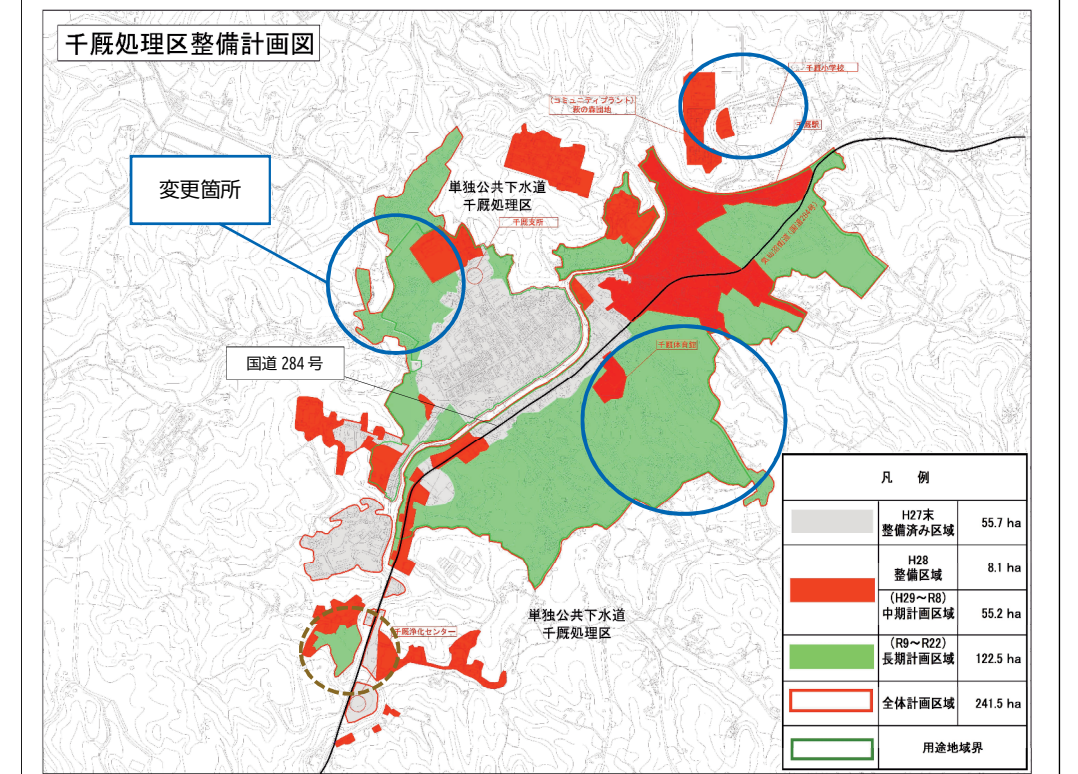 千厩処理区整備計画図
変更箇所
千厩小学校
(コミュニティプラント)
萩の森団地
千厩駅
単独公共下水道
千厩処理区
千厩支所
国道284号
千厩体育館
単独公共下水道
千厩処理区
千厩浄化センター
凡 例
H27末
整備済み区域
55.7 ha
H28
整備区域
8.1 ha
(H29～R8)
中期計画区域
55.2 ha
(R9～R22)
長期計画区域
122.5 ha
全体計画区域
241.5 ha
用途地域界